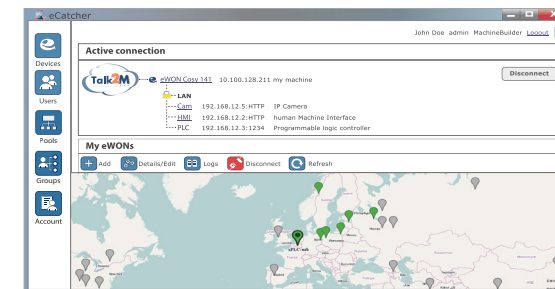 eCatcher
John Doe admin MachineBuilder Logout
Devices
Users
Pools
Groups
Account
Active connection
Disconnect
Talk2M
eWON Cosy 141 10.100.128.211 my machine
LAN
Cam 192.168.12.5:HTTP IP Camera
HMI 192.168.12.2:HTTP human Machine Interface
PLC 192.168.12.3:1234 Programmable logic controller
My eWONs
Add Details/Edit Logs Disconnect Refresh